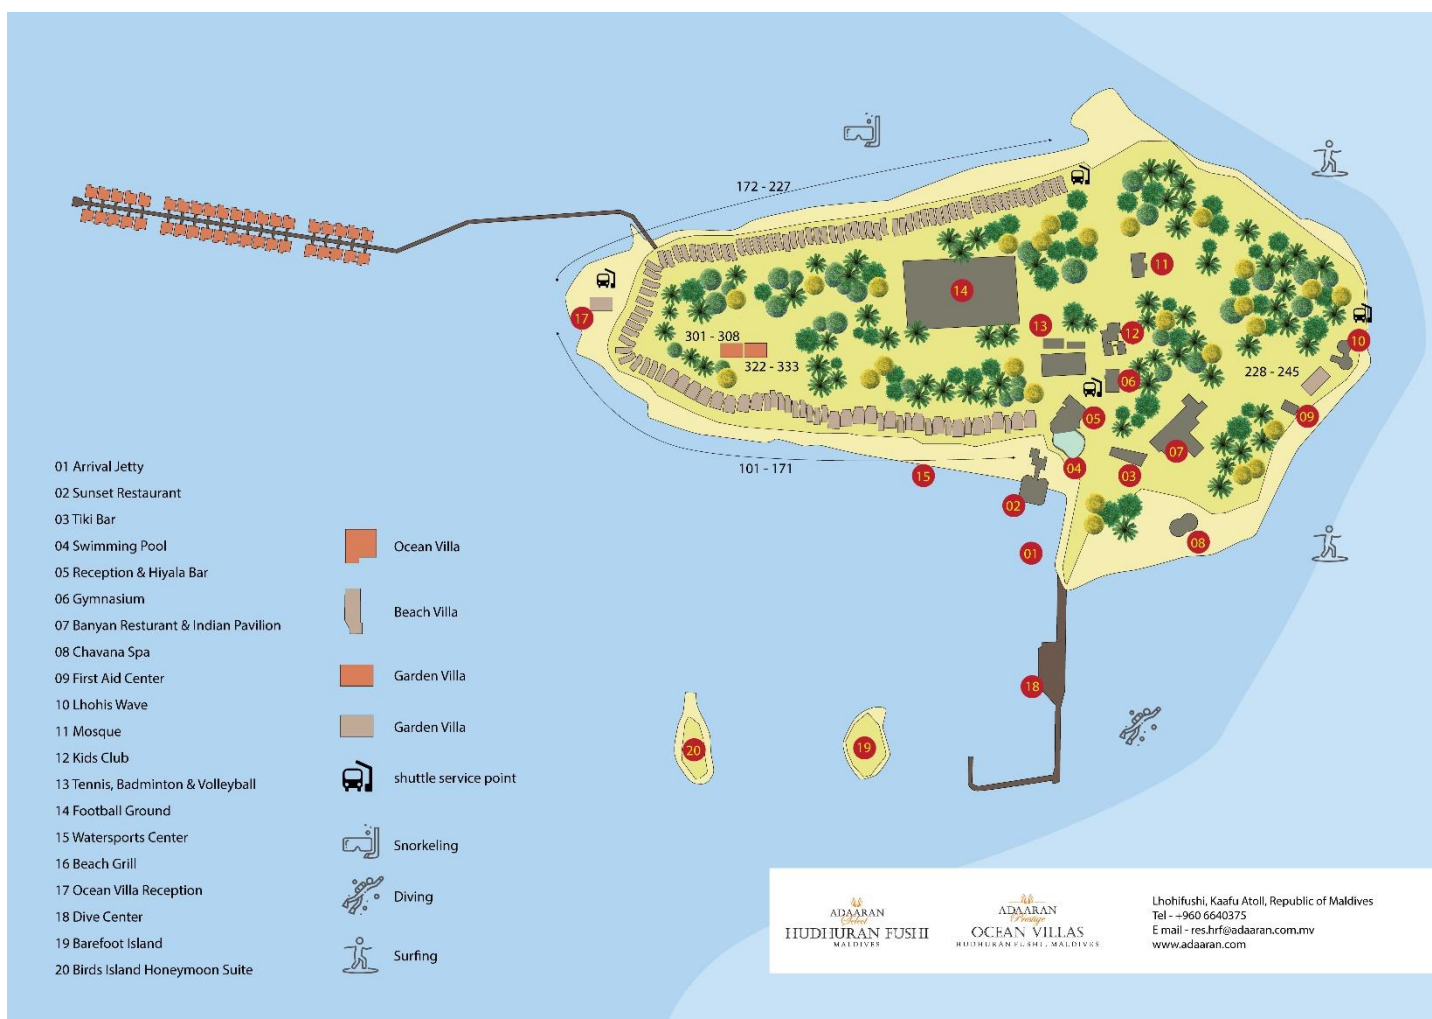 172 - 227
11
14
17
13
12
10
301 - 308
322 - 333
06
228 - 245
05
09
07
04
03
101 - 171
15
02
08
01
18
20
19
01 Arrival Jetty
02 Sunset Restaurant
03 Tiki Bar
04 Swimming Pool
05 Reception & Hiyala Bar
06 Gymnasium
07 Banyan Resturant & Indian Pavilion
08 Chavana Spa
09 First Aid Center
10 Lhohis Wave
11 Mosque
12 Kids Club
13 Tennis, Badminton & Volleyball
14 Football Ground
15 Watersports Center
16 Beach Grill
17 Ocean Villa Reception
18 Dive Center
19 Barefoot Island
20 Birds Island Honeymoon Suite
Ocean Villa
Beach Villa
Garden Villa
Garden Villa
shuttle service point
Snorkeling
Diving
Surfing
ADAARAN
Select
HUDHURAN FUSHI
MALDIVES
ADAARAN
Prestige
OCEAN VILLAS
HUDHURAN FUSHI, MALDIVES
Lhohifushi, Kaafu Atoll, Republic of Maldives
Tel - +960 6640375
E mail - res.hrf@adaaran.com.mv
www.adaaran.com